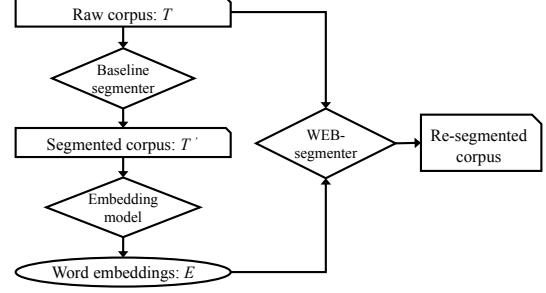 Raw corpus: T
Baseline
segmenter
Segmented corpus: T '
Embedding
model
Word embeddings: E
WEB-
segmenter
Re-segmented
corpus